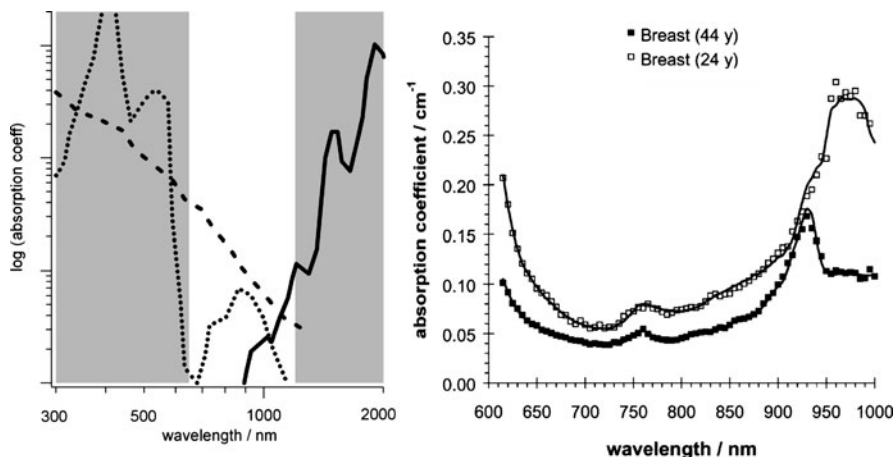 log (absorption coeff)
300
500
1000
2000
wavelength / nm
■ Breast (44 y)
□ Breast (24 y)
absorption coefficient / cm⁻¹
0.35
0.30
0.25
0.20
0.15
0.10
0.05
0.00
600 650 700 750 800 850 900 950 1000
wavelength / nm